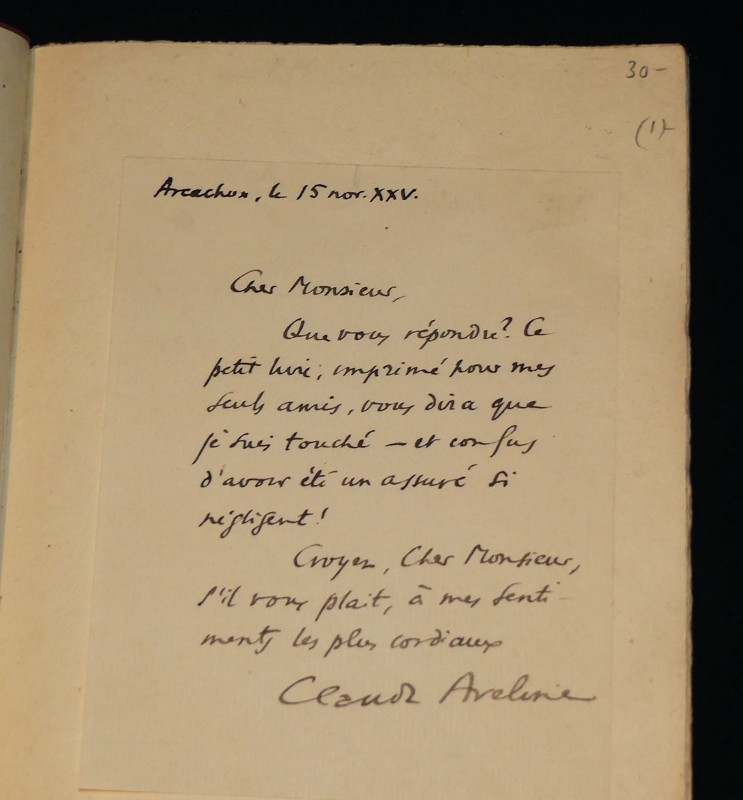 30-
(1)
Arcachon, le 15 nov. XXV.
Cher Monsieur,
Que vous répondre? Ce
petit livre, imprimé pour mes
seuls amis, vous dira que
je suis touché – et confus
d'avoir été un assuré si
négligent!
Croyez, Cher Monsieur,
s'il vous plait, à mes senti-
ments les plus cordiaux
Claude Aveline